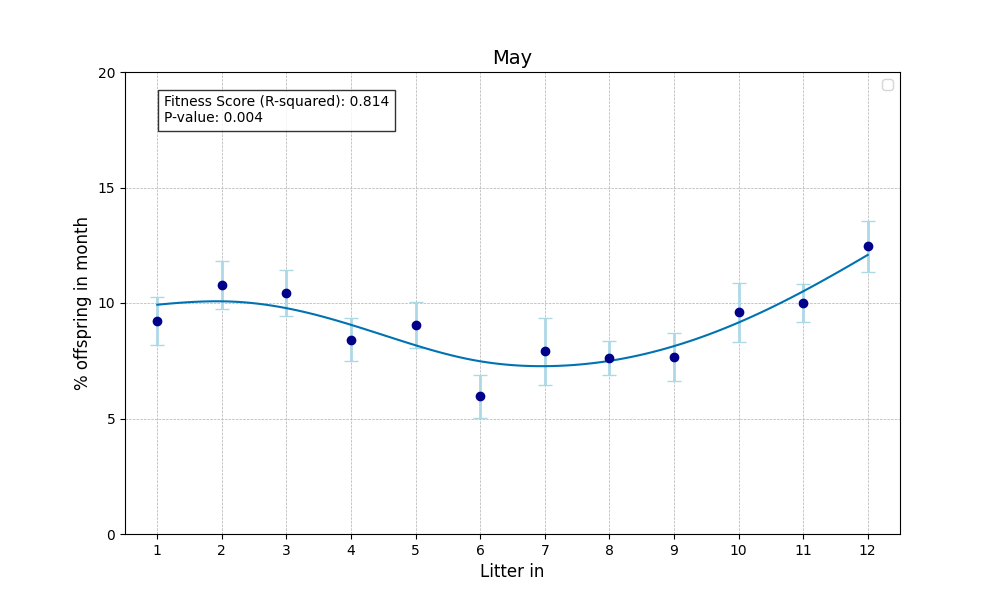 May
Fitness Score (R-squared): 0.814
P-value: 0.004
% offspring in month
20
15
10
5
0
1 2 3 4 5 6 7 8 9 10 11 12
Litter in